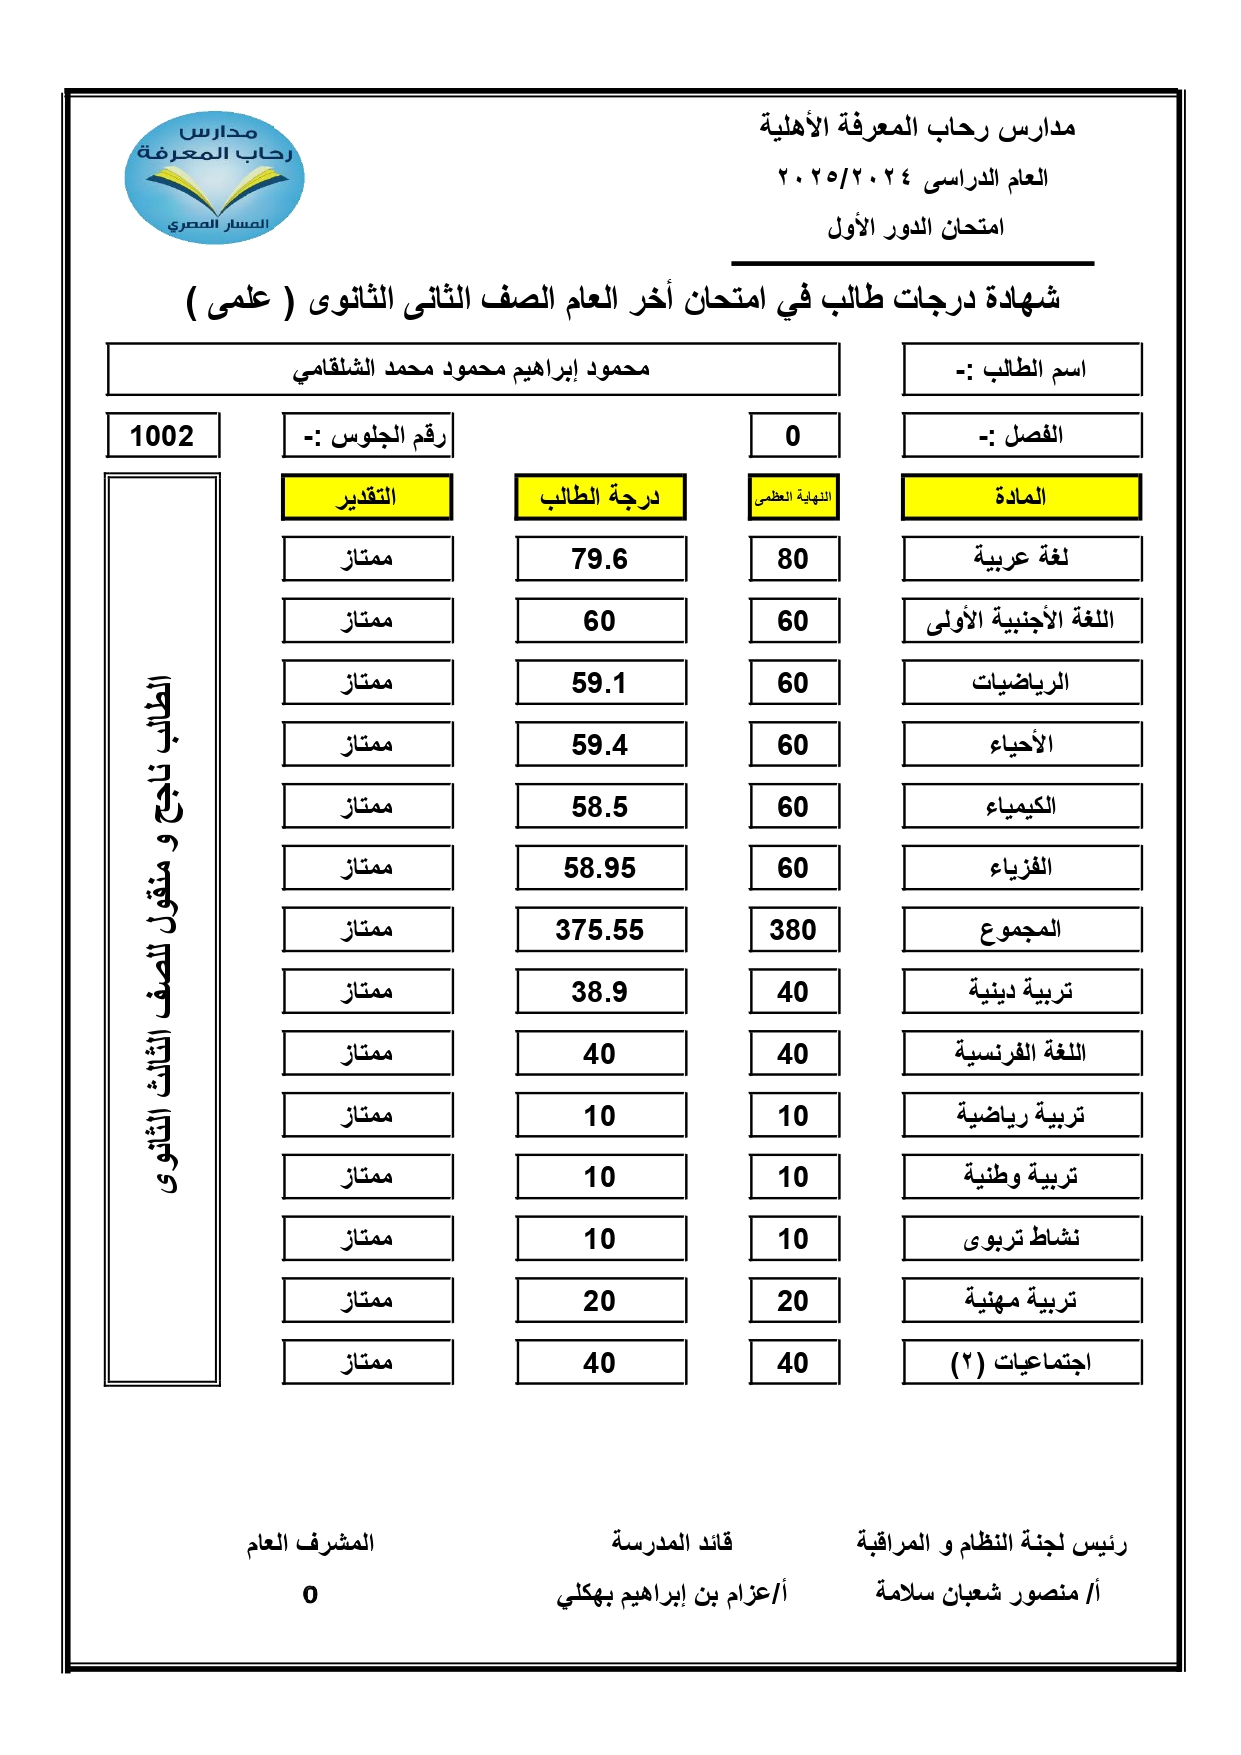 مدارس رحاب المعرفة الأهلية
العام الدراسى ٢٠٢٥/٢٠٢٤
امتحان الدور الأول
مدارس
رحاب المعرفة
المسار المصري
شهادة درجات طالب في امتحان أخر العام الصف الثانى الثانوى ( علمى )
اسم الطالب :- محمود إبراهيم محمود محمد الشلقامي
الفصل :- 0 رقم الجلوس :- 1002
المادة النهاية العظمى درجة الطالب التقدير
لغة عربية 80 79.6 ممتاز
اللغة الأجنبية الأولى 60 60 ممتاز
الرياضيات 60 59.1 ممتاز
الأحياء 60 59.4 ممتاز
الكيمياء 60 58.5 ممتاز
الفزياء 60 58.95 ممتاز
المجموع 380 375.55 ممتاز
تربية دينية 40 38.9 ممتاز
اللغة الفرنسية 40 40 ممتاز
تربية رياضية 10 10 ممتاز
تربية وطنية 10 10 ممتاز
نشاط تربوى 10 10 ممتاز
تربية مهنية 20 20 ممتاز
اجتماعيات (٢) 40 40 ممتاز
الطالب ناجح و منقول للصف الثالث الثانوى
رئيس لجنة النظام و المراقبة قائد المدرسة المشرف العام
أ/ منصور شعبان سلامة أ/عزام بن إبراهيم بهكلي 0